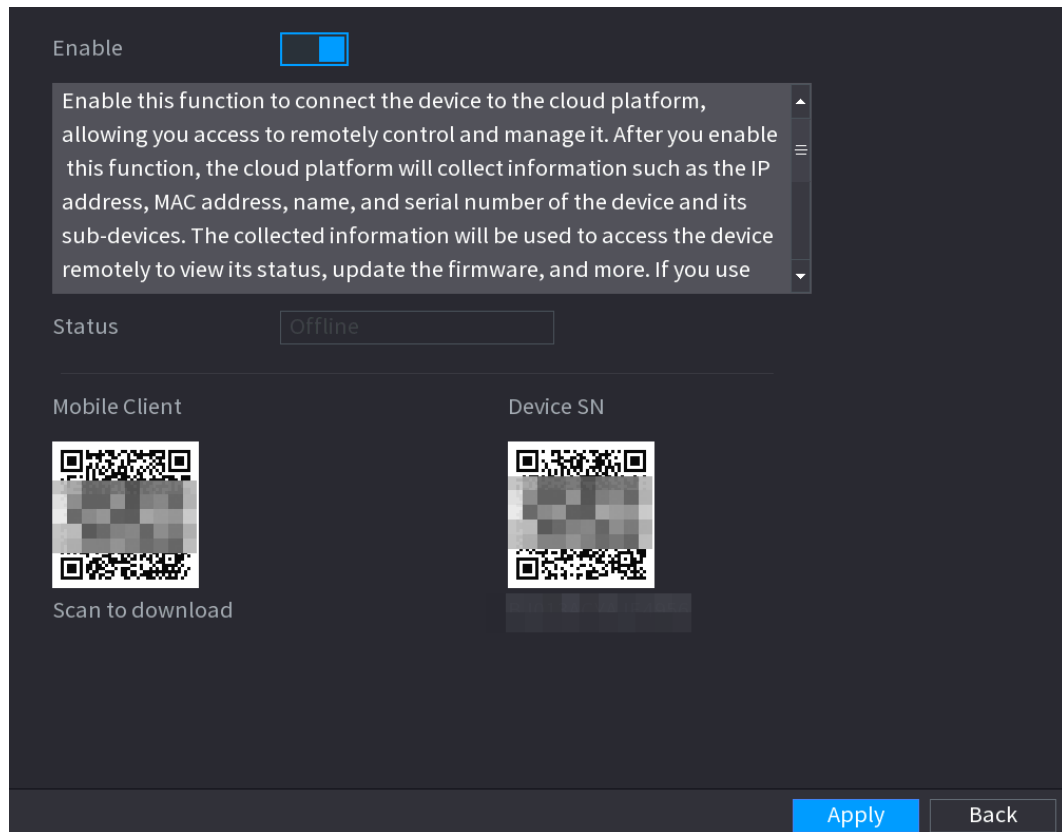 Enable
Enable this function to connect the device to the cloud platform,
allowing you access to remotely control and manage it. After you enable
this function, the cloud platform will collect information such as the IP
address, MAC address, name, and serial number of the device and its
sub-devices. The collected information will be used to access the device
remotely to view its status, update the firmware, and more. If you use
Status
Offline
Mobile Client
Device SN
Scan to download
Apply
Back